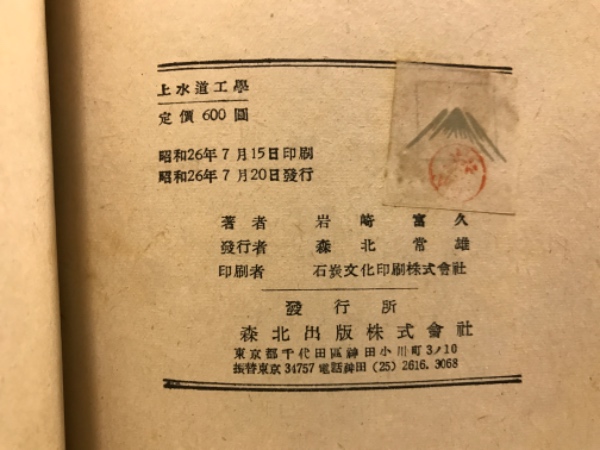 上水道工學
定價 600 圓
昭和26年 7 月15日印刷
昭和26年 7 月20日發行
著者 岩崎富久
發行者 森北常雄
印刷者 石炭文化印刷株式會社
發行所
森北出版株式會社
東京都千代田區神田小川町3ノ10
振替東京 34757 電話神田 (25) 2616. 3068